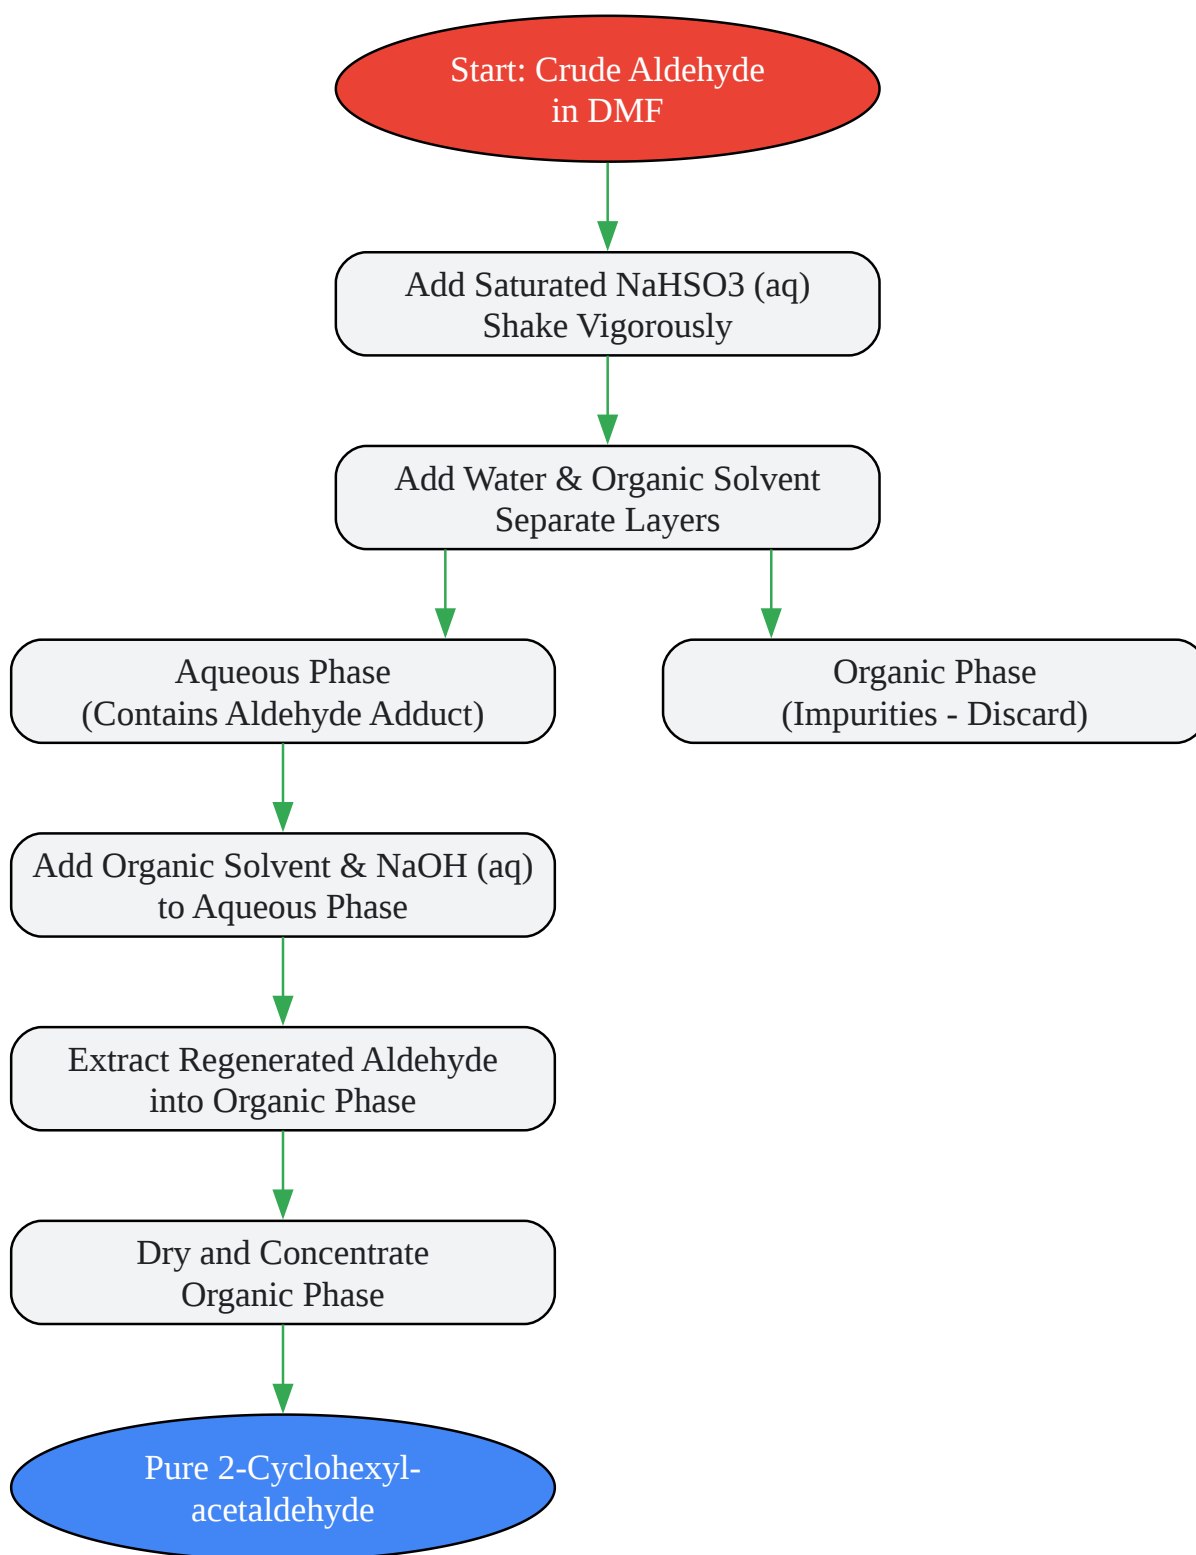 Start: Crude Aldehyde
in DMF
Add Saturated NaHSO3 (aq)
Shake Vigorously
Add Water & Organic Solvent
Separate Layers
Aqueous Phase
(Contains Aldehyde Adduct)
Organic Phase
(Impurities - Discard)
Add Organic Solvent & NaOH (aq)
to Aqueous Phase
Extract Regenerated Aldehyde
into Organic Phase
Dry and Concentrate
Organic Phase
Pure 2-Cyclohexyl-
acetaldehyde